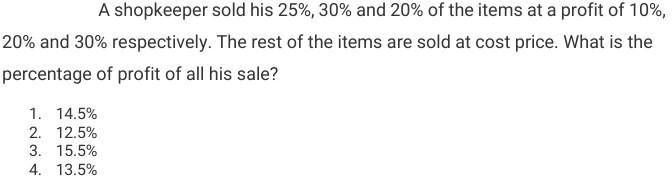 A shopkeeper sold his 25%, 30% and 20% of the items at a profit of 10%,
20% and 30% respectively. The rest of the items are sold at cost price. What is the
percentage of profit of all his sale?
1. 14.5%
2. 12.5%
3. 15.5%
4. 13.5%